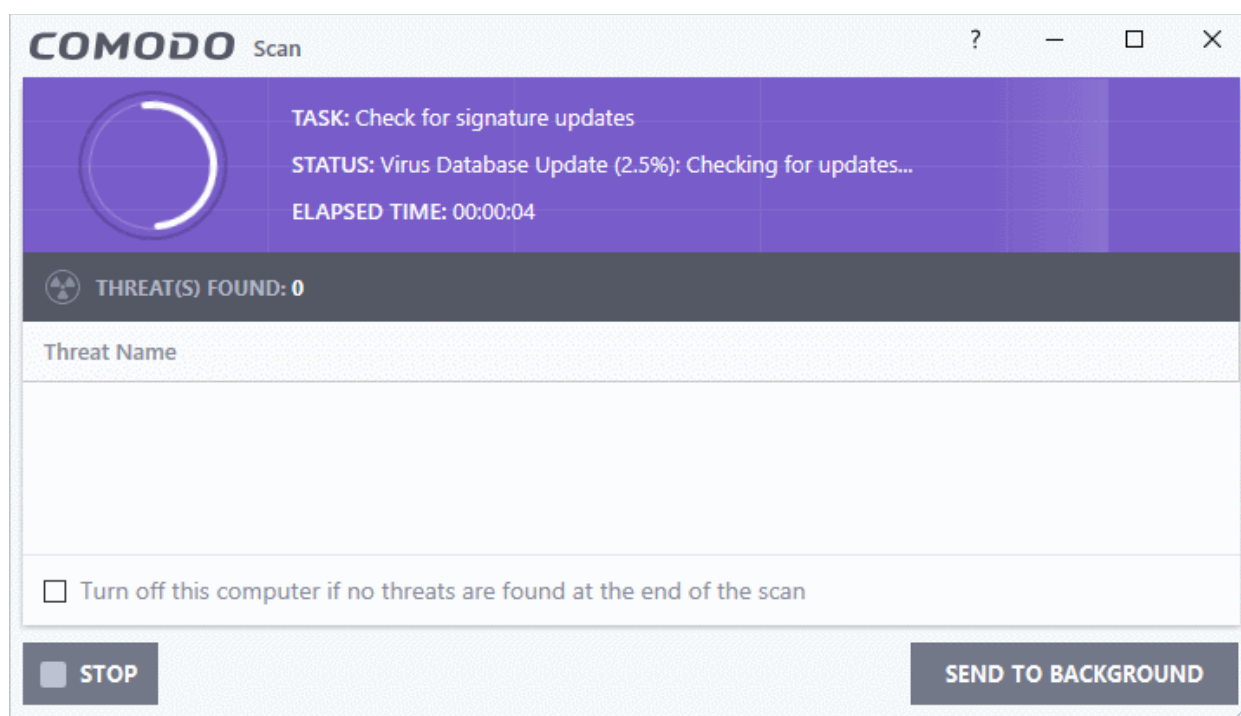 COMODO Scan ?
TASK: Check for signature updates
STATUS: Virus Database Update (2.5%): Checking for updates...
ELAPSED TIME: 00:00:04
THREAT(S) FOUND: 0
Threat Name
Turn off this computer if no threats are found at the end of the scan
STOP SEND TO BACKGROUND